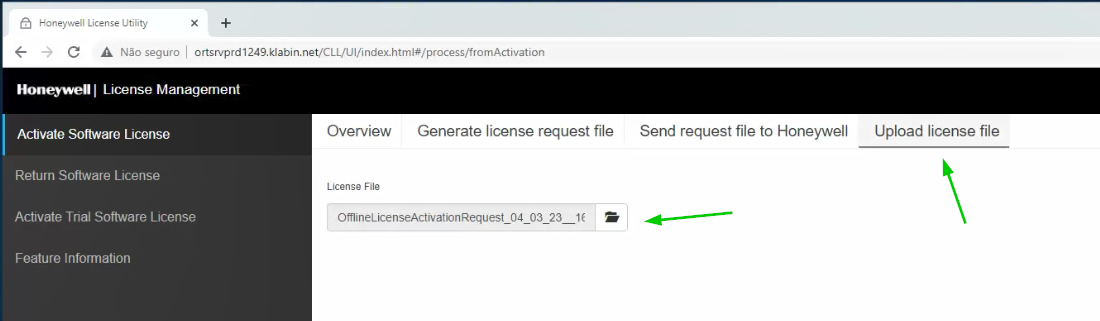 Honeywell License Utility
Não seguro | ortsrvprd1249.klabin.net/CLL/UI/index.html#/process/fromActivation
Honeywell | License Management
Activate Software License
Return Software License
Activate Trial Software License
Feature Information
Overview
Generate license request file
Send request file to Honeywell
Upload license file
License File
OfflineLicenseActivationRequest_04_03_23__16